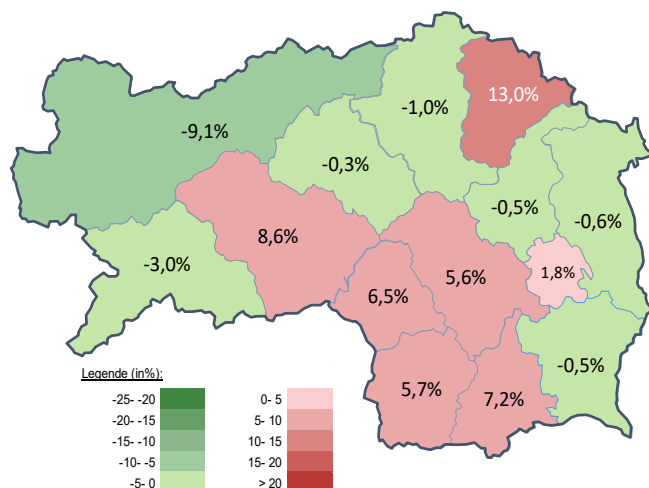 13,0%
-1,0%
-9,1%
-0,3%
-0,5%
-0,6%
8,6%
-3,0%
5,6%
1,8%
6,5%
-0,5%
5,7%
7,2%
Legende (in%):
-25- -20 0- 5
-20- -15 5- 10
-15- -10 10- 15
-10- -5 15- 20
-5- 0 > 20